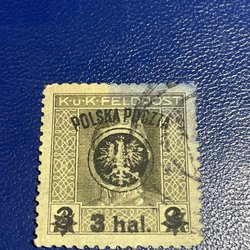 K.u.K. FELDPOST
POLSKA POCZTA
3 hal.